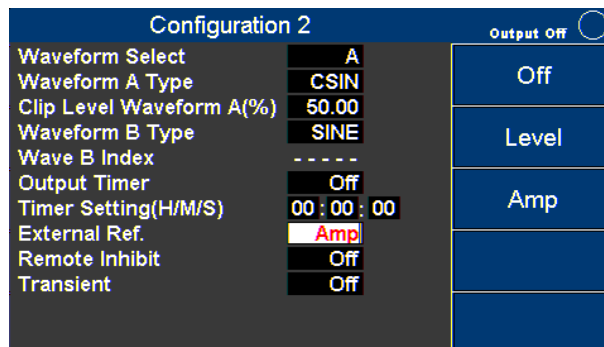 Configuration 2
Output Off
Waveform Select A
Waveform A Type CSIN
Clip Level Waveform A(%) 50.00
Waveform B Type SINE
Wave B Index - - - - -
Output Timer Off
Timer Setting(H/M/S) 00 : 00 : 00
External Ref. Amp
Remote Inhibit Off
Transient Off
Off
Level
Amp